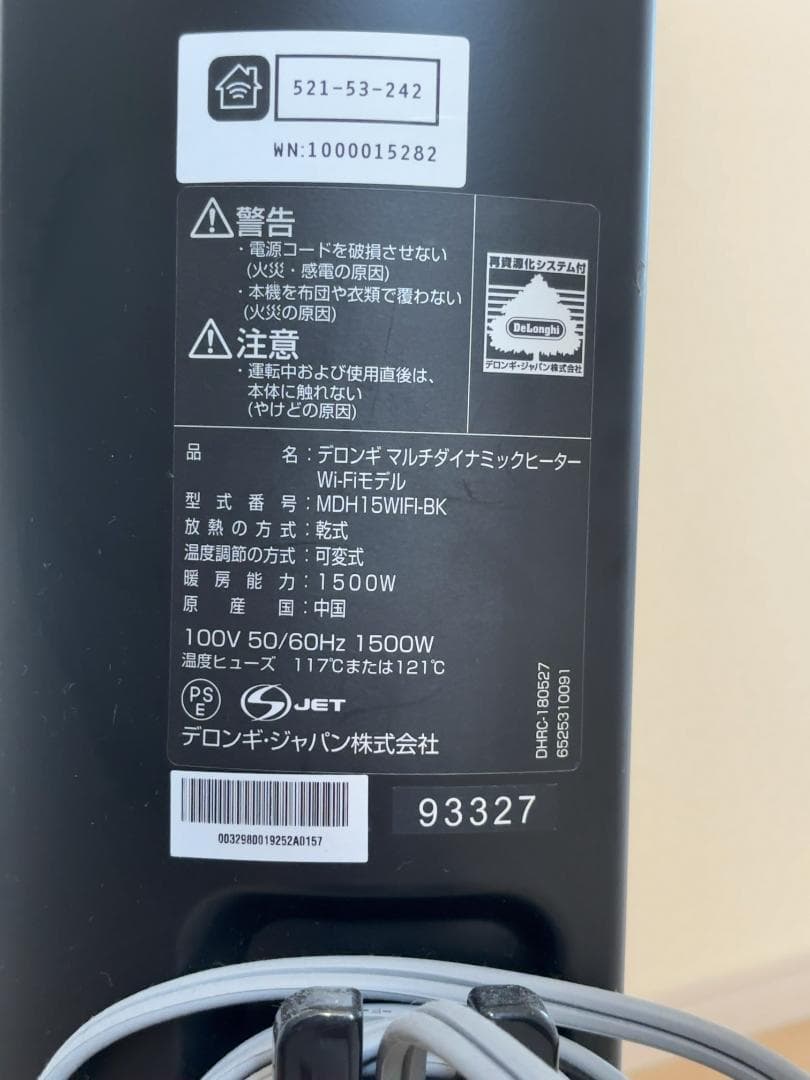 521-53-242
WN:1000015282
警告
・電源コードを破損させない
(火災・感電の原因)
・本機を布団や衣類で覆わない
(火災の原因)
注意
・運転中および使用直後は、
本体に触れない
(やけどの原因)
再資源化システム付
DeLonghi
デロンギ・ジャパン株式会社
品名：デロンギ マルチダイナミックヒーター
Wi-Fiモデル
型式番号：MDH15WIFI-BK
放熱の方式：乾式
温度調節の方式：可変式
暖房能力：1500W
原産国：中国
100V 50/60Hz 1500W
温度ヒューズ 117℃または121℃
PS
E
S JET
デロンギ・ジャパン株式会社
DHRC-180527
6525310091
003298D019252A0157
93327